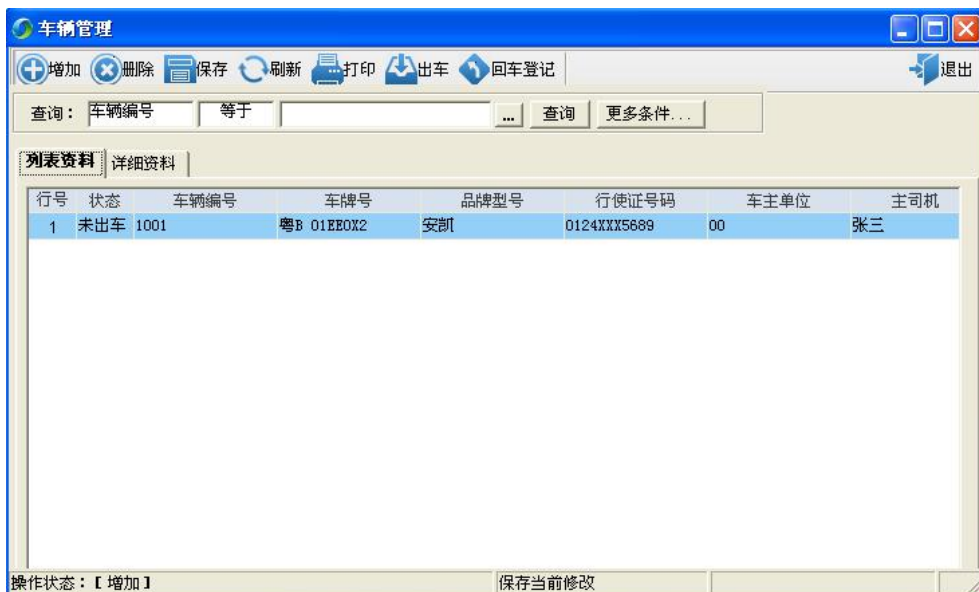 车辆管理
增加 删除 保存 刷新 打印 出车 回车登记 退出
查询: 车辆编号 等于 ... 查询 更多条件...
列表资料 详细资料
行号 状态 车辆编号 车牌号 品牌型号 行使证号码 车主单位 主司机
1 未出车 1001 粤B 01EE0X2 安凯 0124XXX5689 00 张三
操作状态:[ 增加 ] 保存当前修改